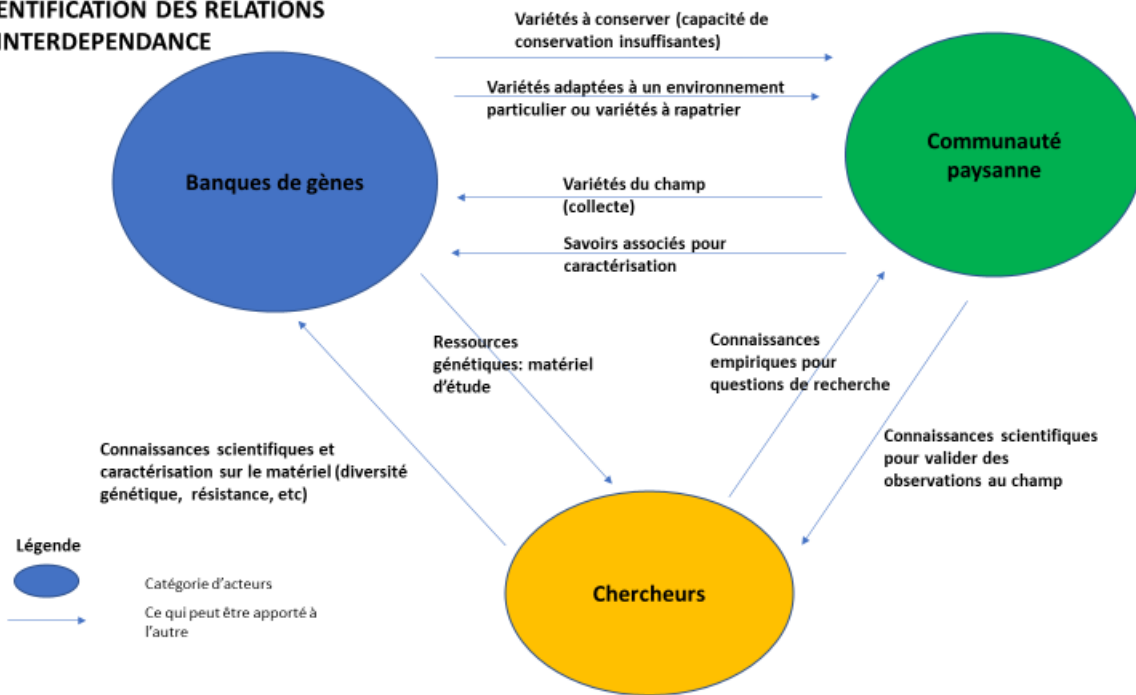 ENTIFICATION DES RELATIONS
INTERDEPENDANCE
Variétés à conserver (capacité de
conservation insuffisantes)
Variétés adaptées à un environnement
particulier ou variétés à rapatrier
Communauté
paysanne
Banques de gènes
Variétés du champ
(collecte)
Savoirs associés pour
caractérisation
Ressources
génétiques: matériel
d'étude
Connaissances
empiriques pour
questions de recherche
Connaissances scientifiques et
caractérisation sur le matériel (diversité
génétique, résistance, etc)
Connaissances scientifiques
pour valider des
observations au champ
Légende
Catégorie d'acteurs
Ce qui peut être apporté à
l'autre
Chercheurs